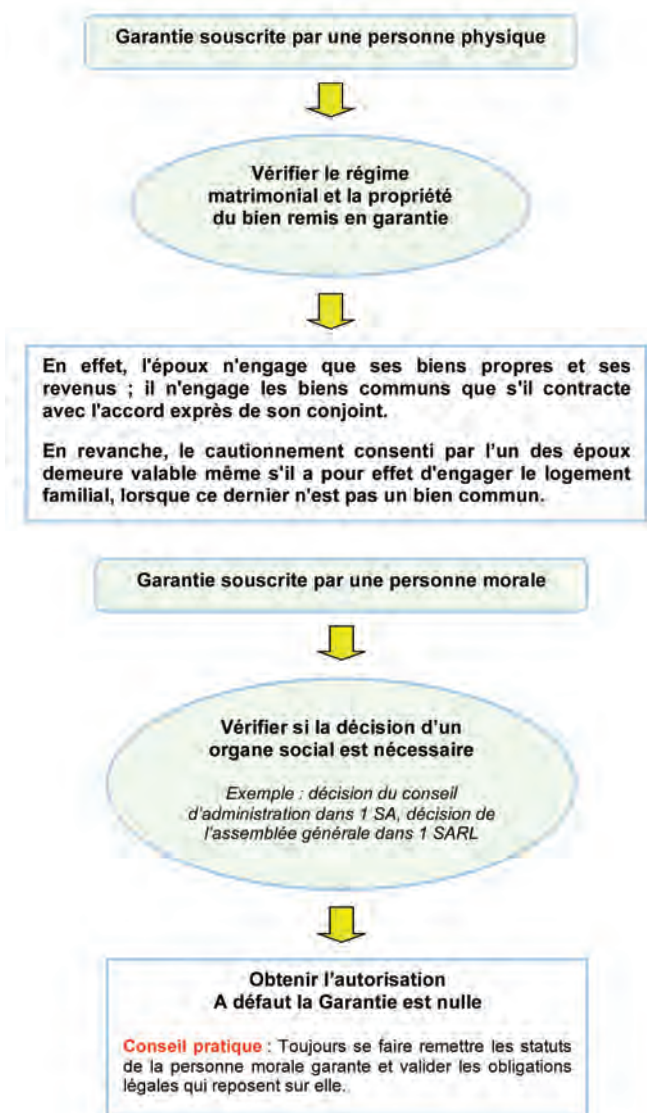 Garantie souscrite par une personne physique
Vérifier le régime
matrimonial et la propriété
du bien remis en garantie
En effet, l'époux n'engage que ses biens propres et ses
revenus ; il n'engage les biens communs que s'il contracte
avec l'accord exprès de son conjoint.
En revanche, le cautionnement consenti par l'un des époux
demeure valable même s'il a pour effet d'engager le logement
familial, lorsque ce dernier n'est pas un bien commun.
Garantie souscrite par une personne morale
Vérifier si la décision d'un
organe social est nécessaire
Exemple : décision du conseil
d'administration dans 1 SA, décision de
l'assemblée générale dans 1 SARL
Obtenir l'autorisation
A défaut la Garantie est nulle
Conseil pratique : Toujours se faire remettre les statuts
de la personne morale garante et valider les obligations
légales qui reposent sur elle.